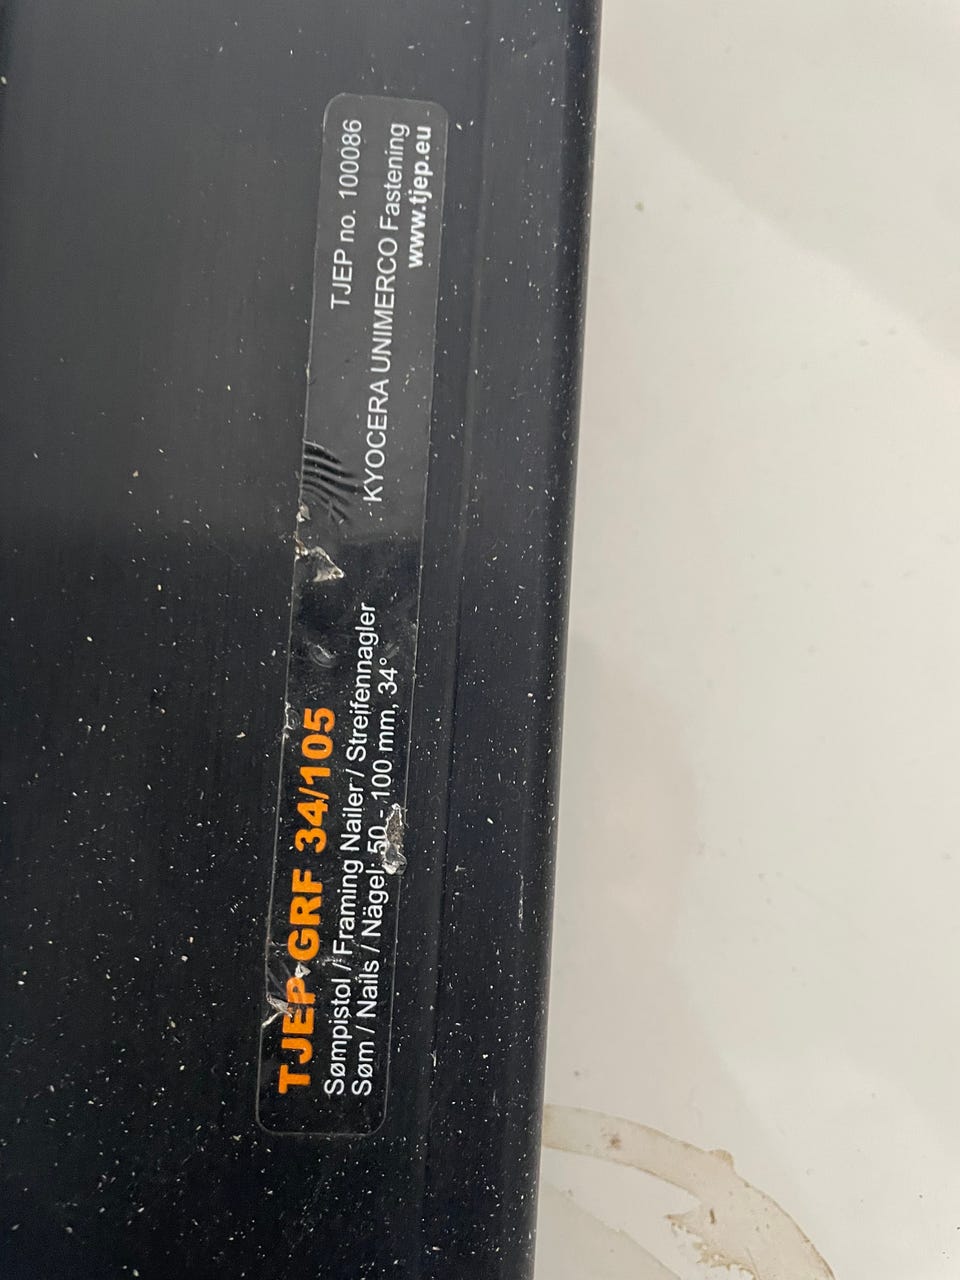 TJEP GRF 34/105
Sømpistol / Framing Nailer / Streifennagler
Søm / Nails / Nägel: 50 - 100 mm, 34°
TJEP no. 100086
KYOCERA UNIMERCO Fastening
www.tjep.eu